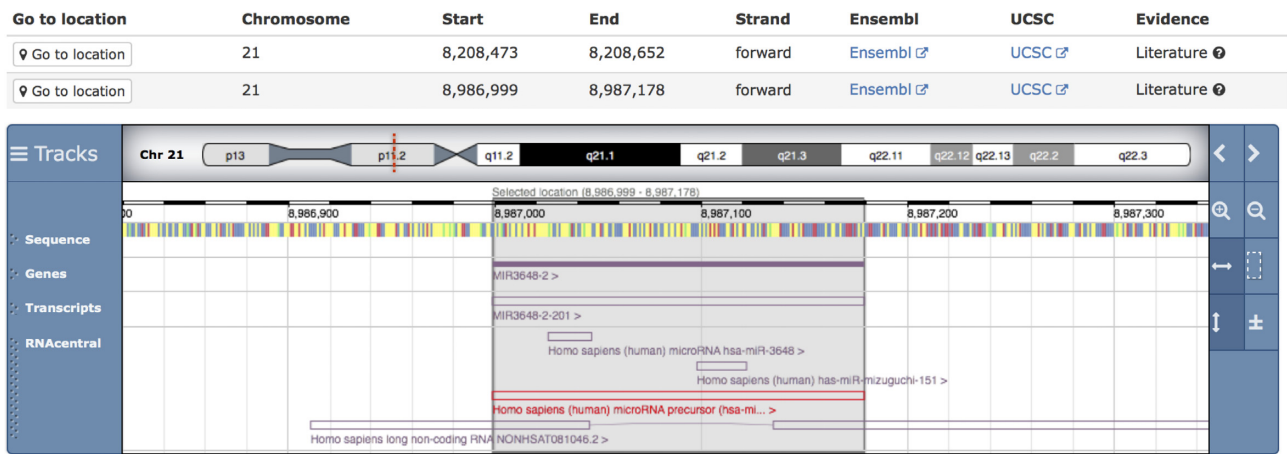 Go to location Chromosome Start End Strand Ensembl UCSC Evidence
Go to location 21 8,208,473 8,208,652 forward Ensembl UCSC Literature ?
Go to location 21 8,986,999 8,987,178 forward Ensembl UCSC Literature ?
Tracks Chr 21 p13 p11.2 q11.2 q21.1 q21.2 q21.3 q22.11 q22.12 q22.13 q22.2 q22.3
Selected location (8,986,999 - 8,987,178)
00 8,986,900 8,987,000 8,987,100 8,987,200 8,987,300
Sequence
Genes
MIR3648-2 >
Transcripts
MIR3648-2-201 >
RNAcentral
Homo sapiens (human) microRNA hsa-miR-3648 >
Homo sapiens (human) has-miR-mizuguchi-151 >
Homo sapiens (human) microRNA precursor (hsa-mi... >
Homo sapiens long non-coding RNA NONHSAT081046.2 >